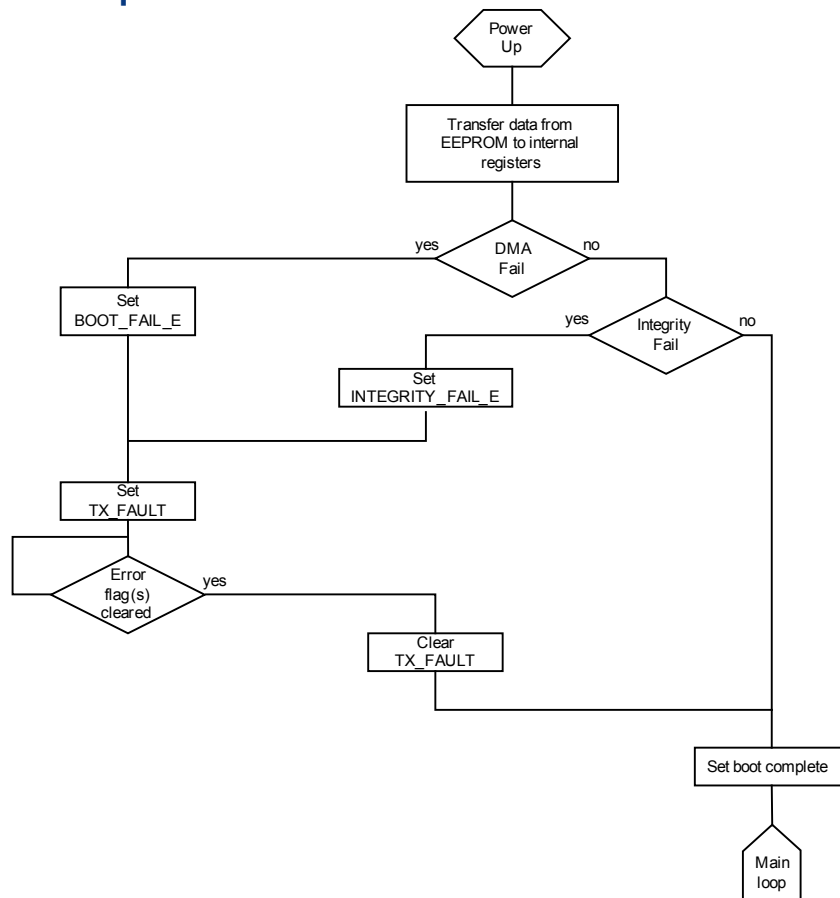 Power
Up
Transfer data from
EEPROM to internal
registers
yes
DMA
Fail
no
Set
BOOT_FAIL_E
yes
Integrity
Fail
no
Set
INTEGRITY_FAIL_E
Set
TX_FAULT
Error
flag(s)
cleared
yes
Clear
TX_FAULT
Set boot complete
Main
loop